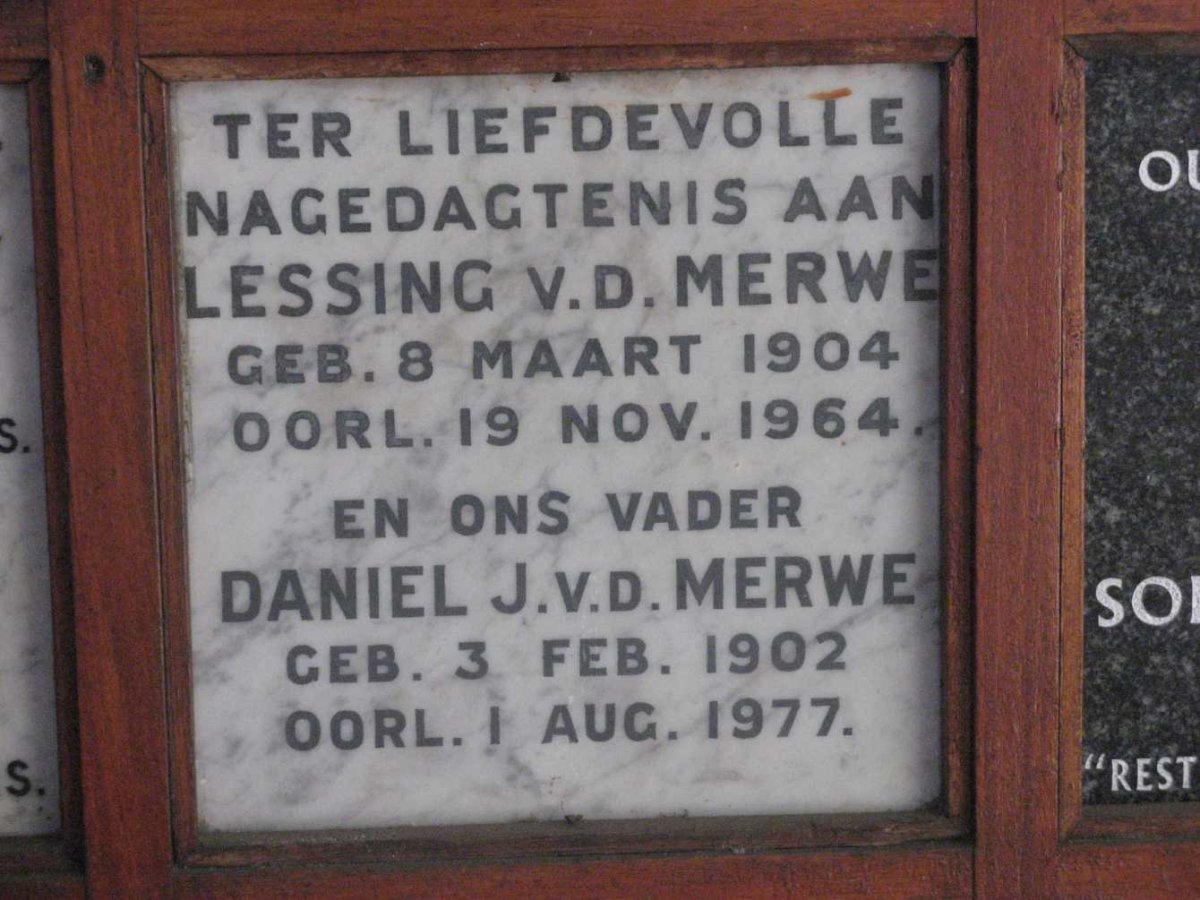 TER LIEFDEVOLLE
NAGEDAGTENIS AAN
LESSING V.D. MERWE
GEB. 8 MAART 1904
OORL. 19 NOV. 1964.
EN ONS VADER
DANIEL J.V.D. MERWE
GEB. 3 FEB. 1902
OORL. 1 AUG. 1977.
"REST